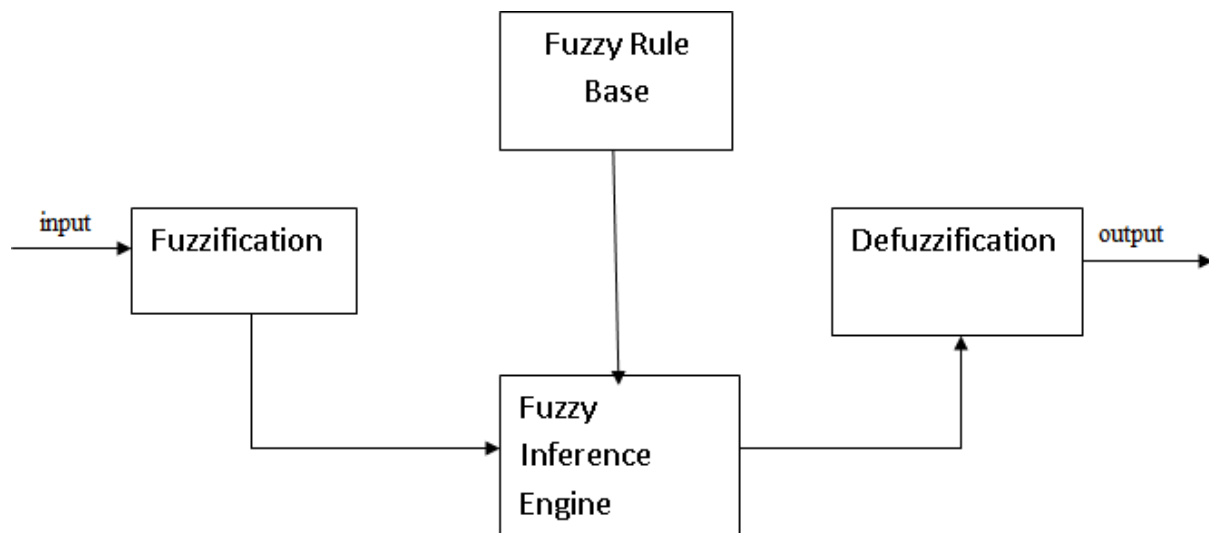 Fuzzy Rule
Base
input
Fuzzification
Defuzzification
output
Fuzzy
Inference
Engine